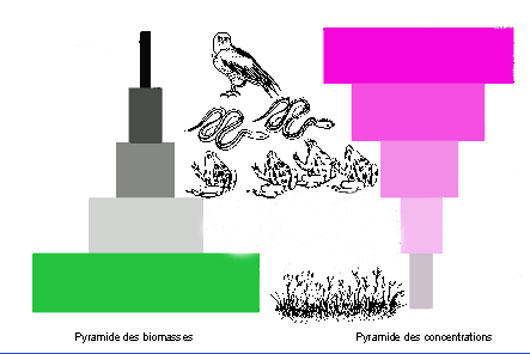 Pyramide des biomasses
Pyramide des concentrations